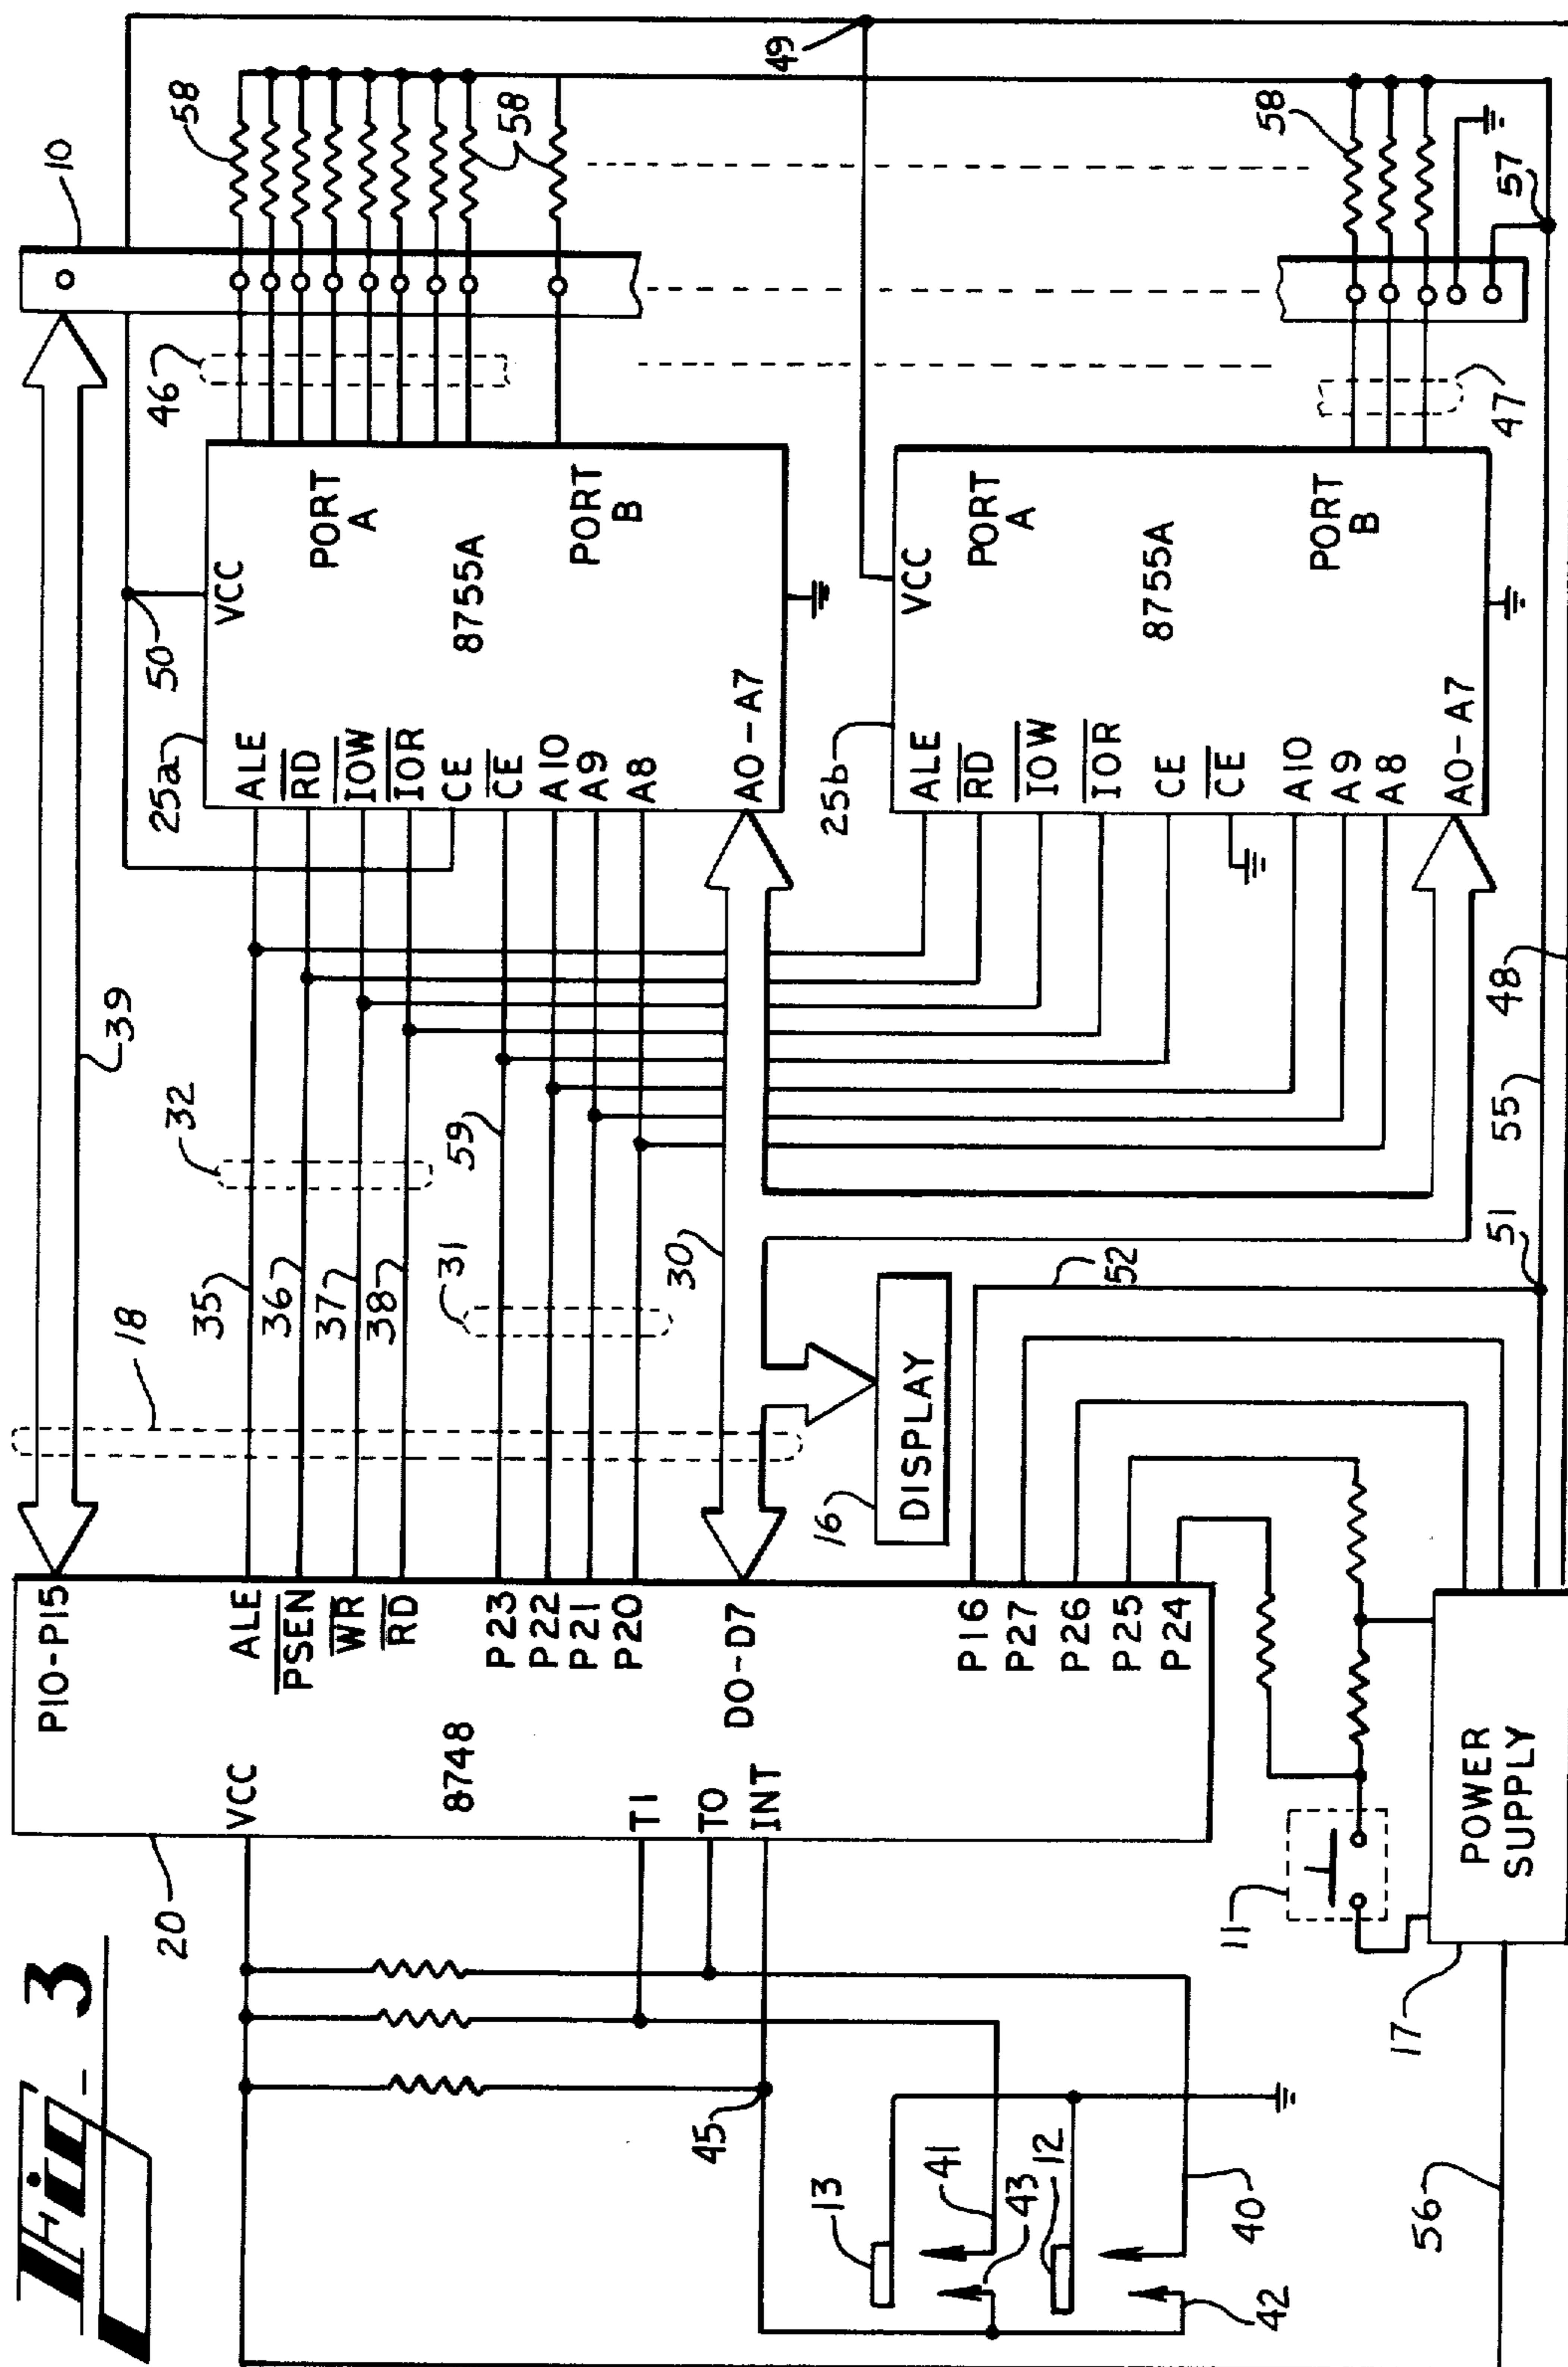 Fig_ 3
20
VCC
8748
T1
T0
INT
P10-P15
ALE
PSEN
WR
RD
P23
P22
P21
P20
D0-D7
P16
P27
P26
P25
P24
18
39
10
35
36
37
38
32
31
59
30
16
DISPLAY
52
51
55
48
25a
ALE
RD
IOW
IOR
CE
CE
A10
A9
A8
A0-A7
VCC
PORT
A
8755A
PORT
B
50
46
58
58
49
25b
ALE
RD
IOW
IOR
CE
CE
A10
A9
A8
A0-A7
VCC
PORT
A
8755A
PORT
B
47
58
57
45
13
41
43
12
40
42
56
11
17
POWER
SUPPLY